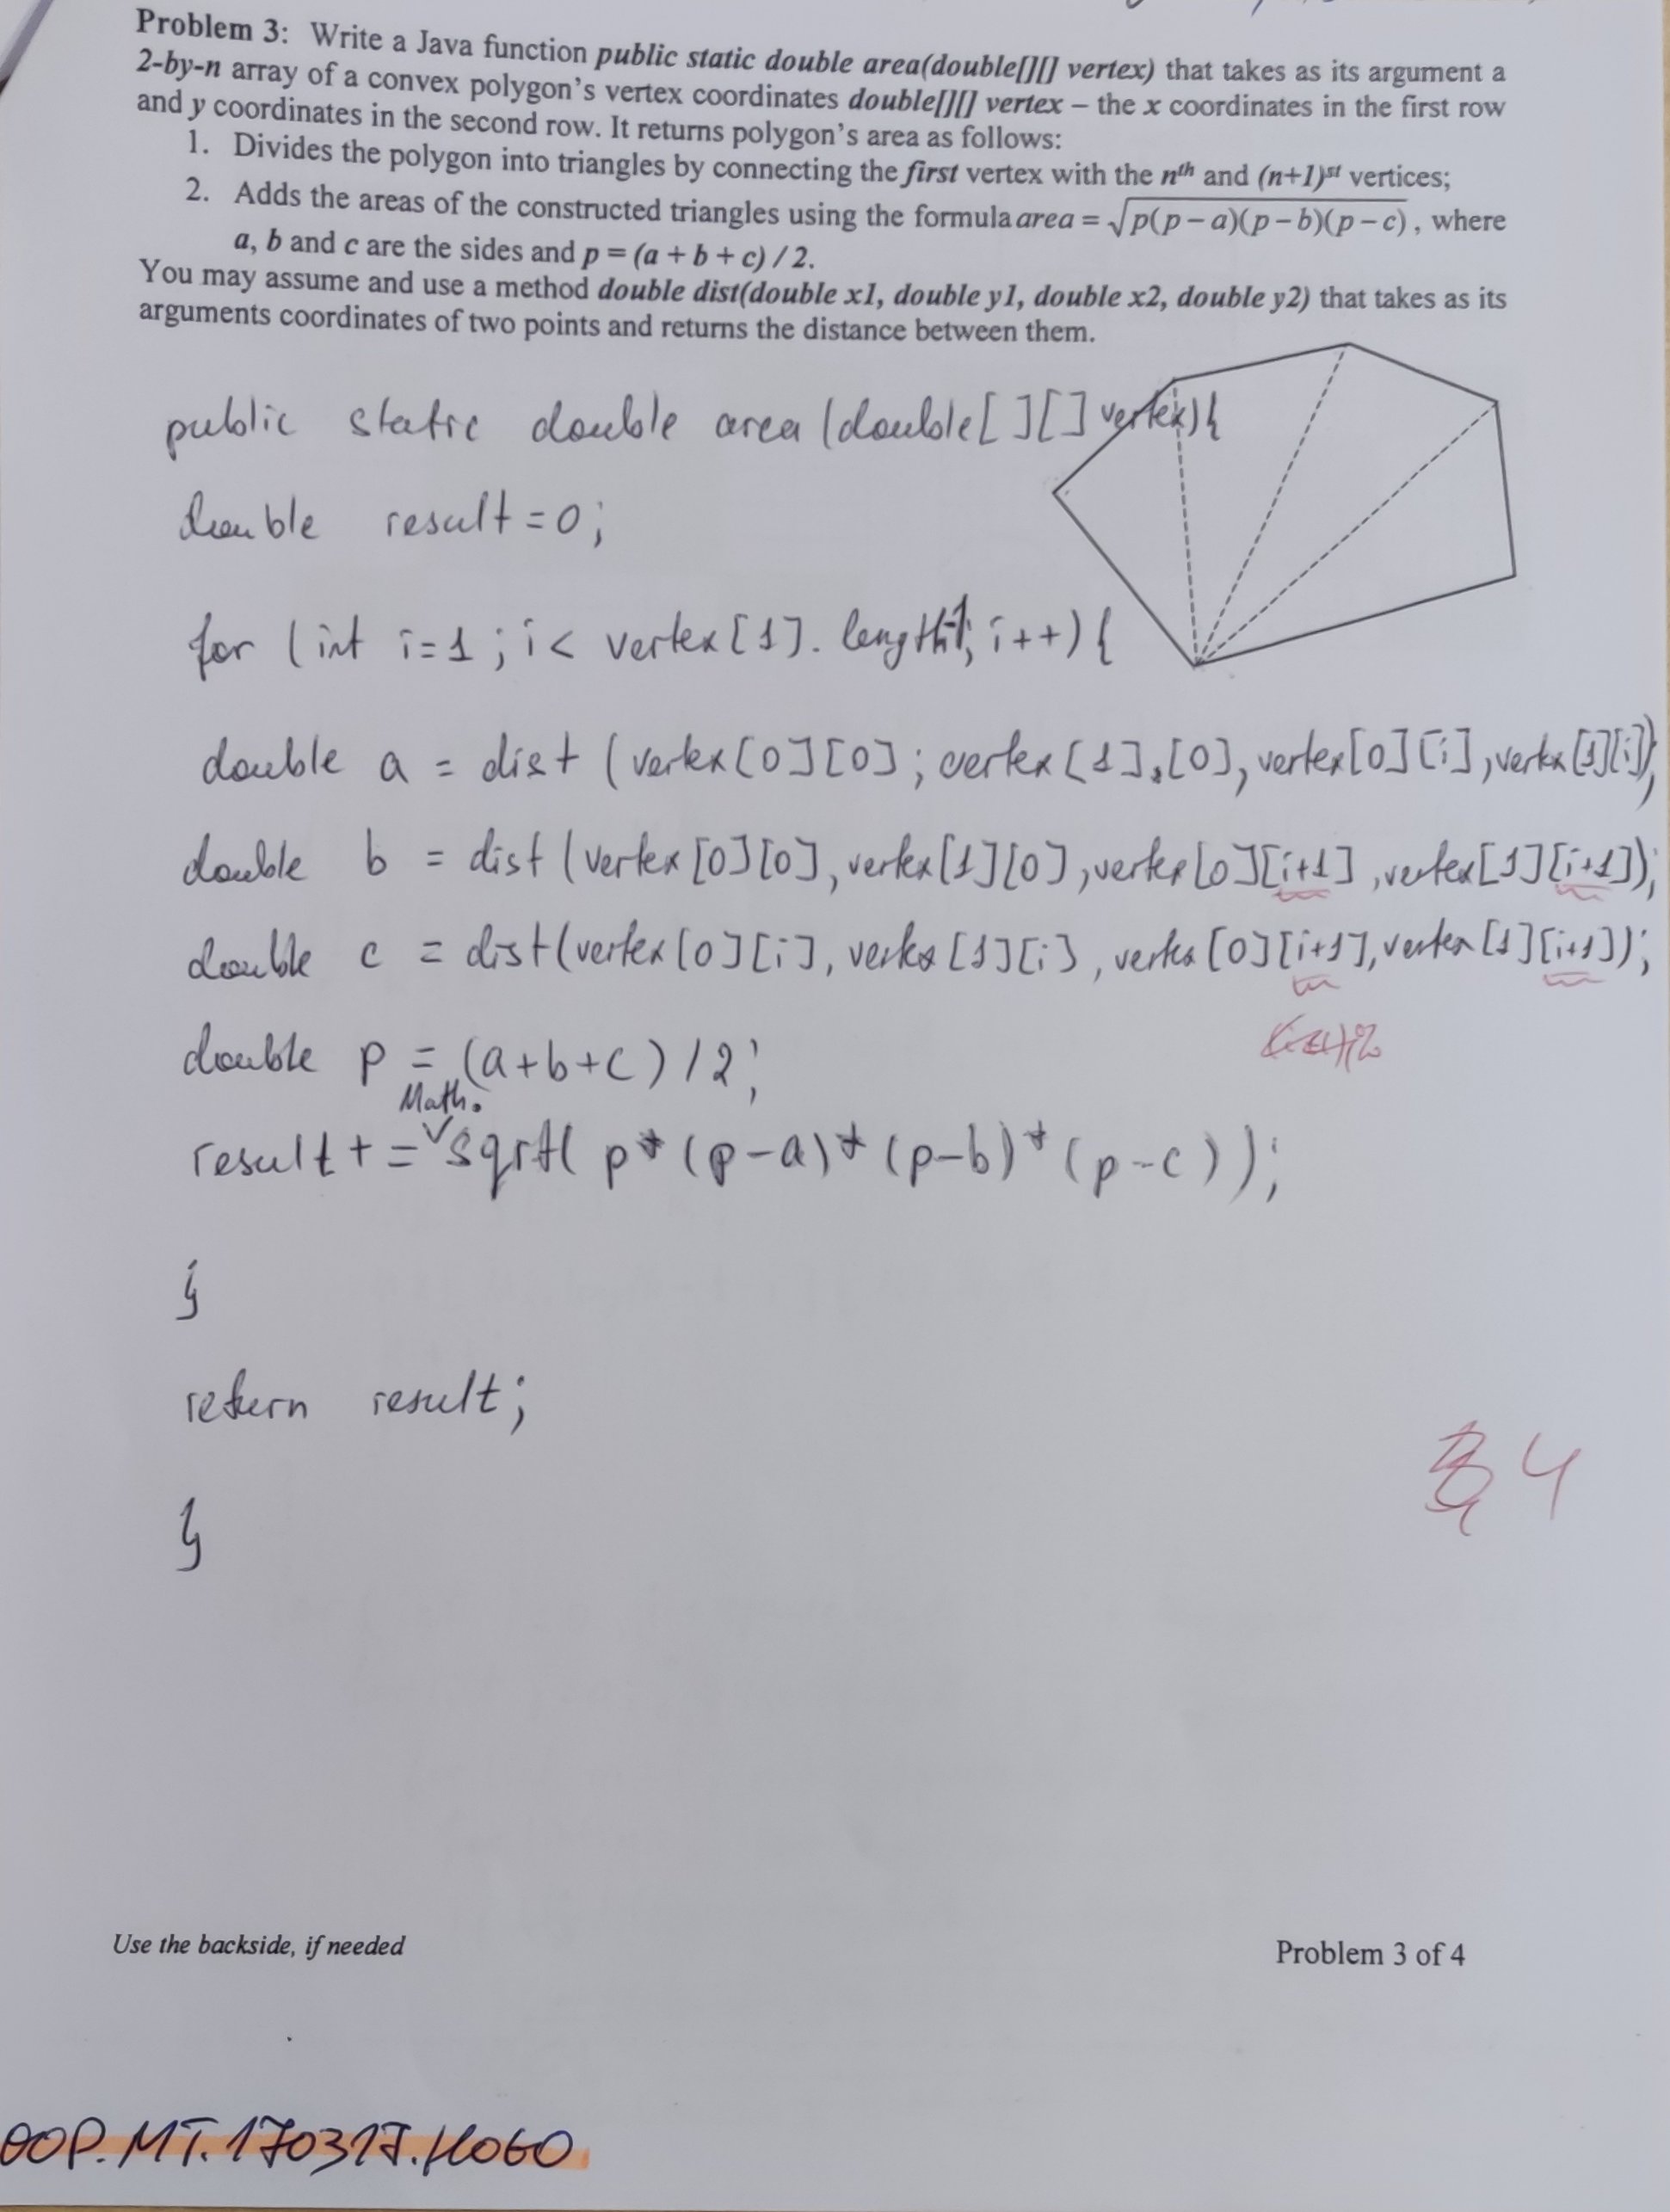 Problem 3: Write a Java function public static double area(double[][] vertex) that takes as its argument a
2-by-n array of a convex polygon's vertex coordinates double[][] vertex – the x coordinates in the first row
and y coordinates in the second row. It returns polygon's area as follows:
1. Divides the polygon into triangles by connecting the first vertex with the nth and (n+1)st vertices;
2. Adds the areas of the constructed triangles using the formula area = √p(p − a)(p − b)(p − c) , where
a, b and c are the sides and p = (a + b + c) / 2.
You may assume and use a method double dist(double x1, double y1, double x2, double y2) that takes as its
arguments coordinates of two points and returns the distance between them.
public static double area (double[][] vertex){
double result=0;
for (int i=1; i< vertex[1].length-1; i++){
double a = dist (vertex[0][0]; vertex[1],[0], vertex[0][i], vertex[1][i]);
double b = dist (vertex[0][0], vertex[1][0], vertex[0][i+1], vertex[1][i+1]);
double c = dist(vertex[0][i], vertex[1][i], vertex[0][i+1], vertex[1][i+1]);
double p = (a+b+c)/2;
Math.
result += sqrt( p*(p-a)*(p-b)*(p-c));
}
return result;
4
}
Use the backside, if needed
Problem 3 of 4
OOP.MT.170317.H060